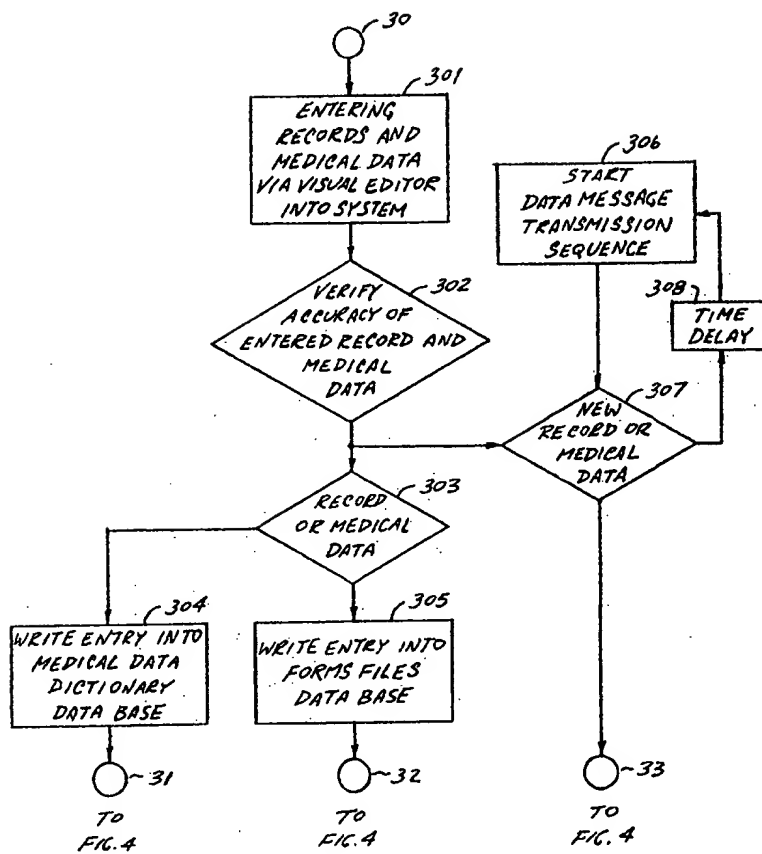 30
301
ENTERING
RECORDS AND
MEDICAL DATA
VIA VISUAL EDITOR
INTO SYSTEM
302
VERIFY
ACCURACY OF
ENTERED RECORD AND
MEDICAL
DATA
303
RECORD
OR MEDICAL
DATA
304
WRITE ENTRY INTO
MEDICAL DATA
DICTIONARY
DATA BASE
31
TO
FIG. 4
305
WRITE ENTRY INTO
FORMS FILES
DATA BASE
32
TO
FIG. 4
306
START
DATA MESSAGE
TRANSMISSION
SEQUENCE
308
TIME
DELAY
307
NEW
RECORD OR
MEDICAL
DATA
33
TO
FIG. 4